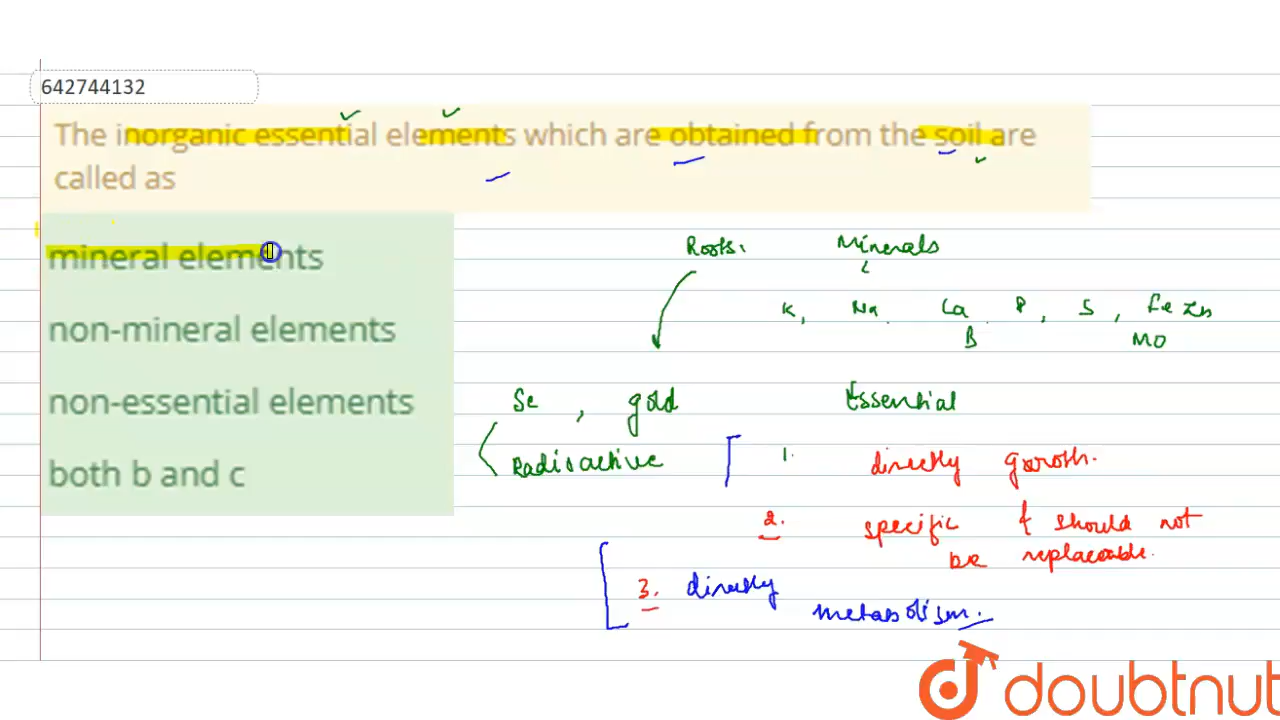 642744132
The inorganic essential elements which are obtained from the soil are
called as
mineral elements
non-mineral elements
non-essential elements
both b and c
Roots: Minerals
K, Na, Ca, P, S, Fe Zn
B MO
Se, gold Essential
Radioactive
1. directly growth.
2. specific & should not
be replaceable.
3. directly
metabolism.
doubtnut